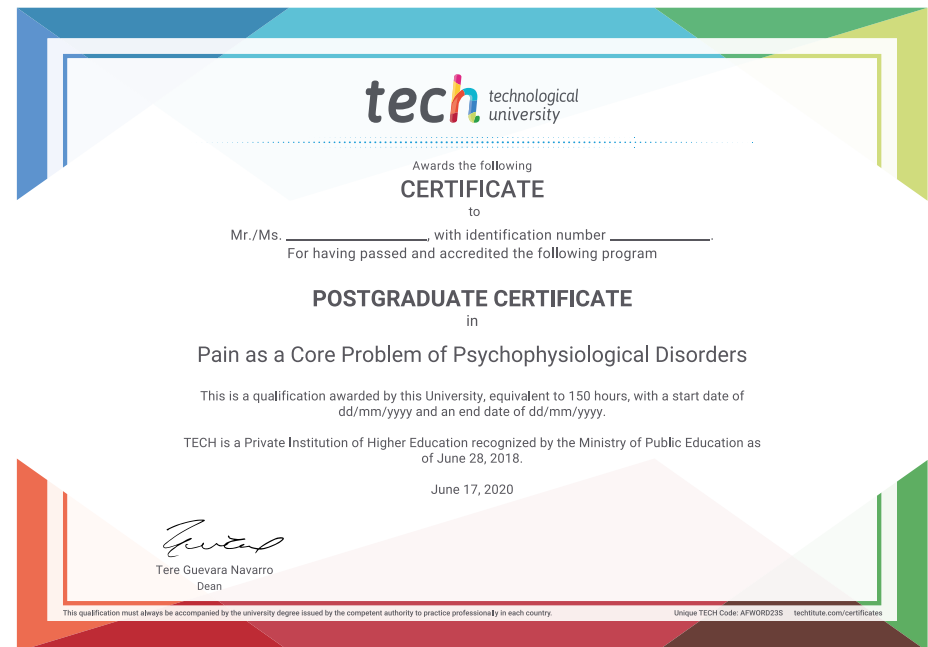 tech technological
university
Awards the following
CERTIFICATE
to
Mr./Ms. ____________________, with identification number ______________.
For having passed and accredited the following program
POSTGRADUATE CERTIFICATE
in
Pain as a Core Problem of Psychophysiological Disorders
This is a qualification awarded by this University, equivalent to 150 hours, with a start date of
dd/mm/yyyy and an end date of dd/mm/yyyy.
TECH is a Private Institution of Higher Education recognized by the Ministry of Public Education as
of June 28, 2018.
June 17, 2020
Tere Guevara Navarro
Dean
This qualification must always be accompanied by the university degree issued by the competent authority to practice professionally in each country.
Unique TECH Code: AFWORD23S techtitute.com/certificates